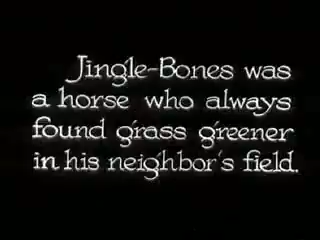 Jingle-Bones was
a horse who always
found grass greener
in his neighbor's field.